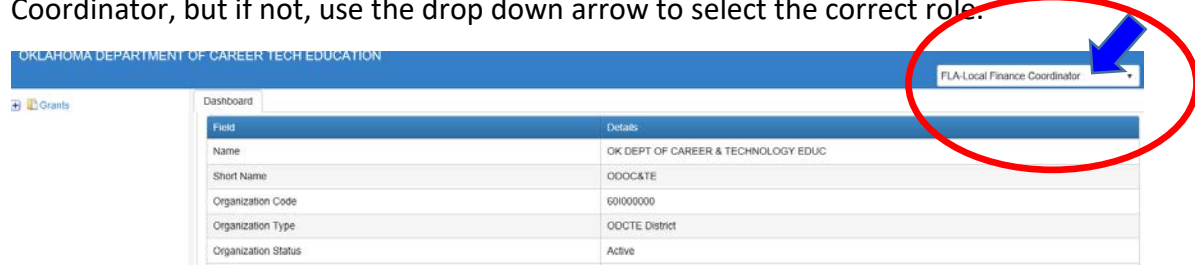 Coordinator, but if not, use the drop down arrow to select the correct role.
OKLAHOMA DEPARTMENT OF CAREER TECH EDUCATION
FLA-Local Finance Coordinator
Grants
Dashboard
Field Details
Name OK DEPT OF CAREER & TECHNOLOGY EDUC
Short Name ODOC&TE
Organization Code 60I000000
Organization Type ODCTE District
Organization Status Active